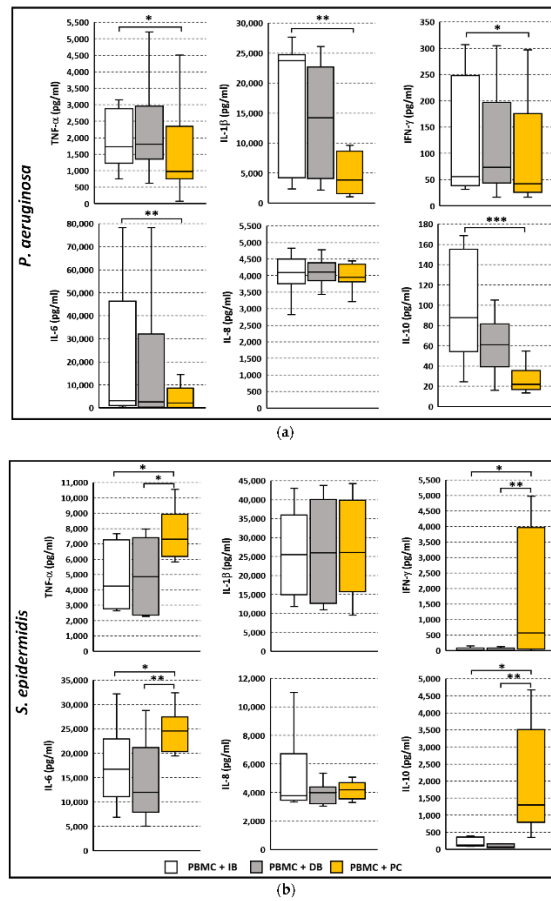 * ** *
5,500 30,000 350
5,000
4,500 25,000 300
4,000 250
3,500 20,000
3,000 200
2,500 15,000 150
2,000
1,500 10,000 100
1,000 5,000 50
500
0 0 0
TNF-α (pg/ml) IL-1β (pg/ml) IFN-γ (pg/ml)
P. aeruginosa
** ***
80,000 5,500 180
70,000 5,000 160
60,000 4,500 140
50,000 4,000 120
40,000 3,500 100
30,000 3,000 80
20,000 2,500 60
10,000 2,000 40
0 1,500 20
1,000 0
500
0
IL-6 (pg/ml) IL-8 (pg/ml) IL-10 (pg/ml)
(a)
* * * **
11,000 45,000 5,500
10,000 40,000 5,000
9,000 35,000 4,500
8,000 30,000 4,000
7,000 25,000 3,500
6,000 20,000 3,000
5,000 15,000 2,500
4,000 10,000 2,000
3,000 5,000 1,500
2,000 0 1,000
1,000 500
0 0
TNF-α (pg/ml) IL-1β (pg/ml) IFN-γ (pg/ml)
S. epidermidis
* ** * **
35,000 12,000 5,000
30,000 10,000 4,500
25,000 8,000 4,000
20,000 6,000 3,500
15,000 4,000 3,000
10,000 2,000 2,500
5,000 0 2,000
0 1,500
1,000
500
0
IL-6 (pg/ml) IL-8 (pg/ml) IL-10 (pg/ml)
PBMC + IB PBMC + DB PBMC + PC
(b)